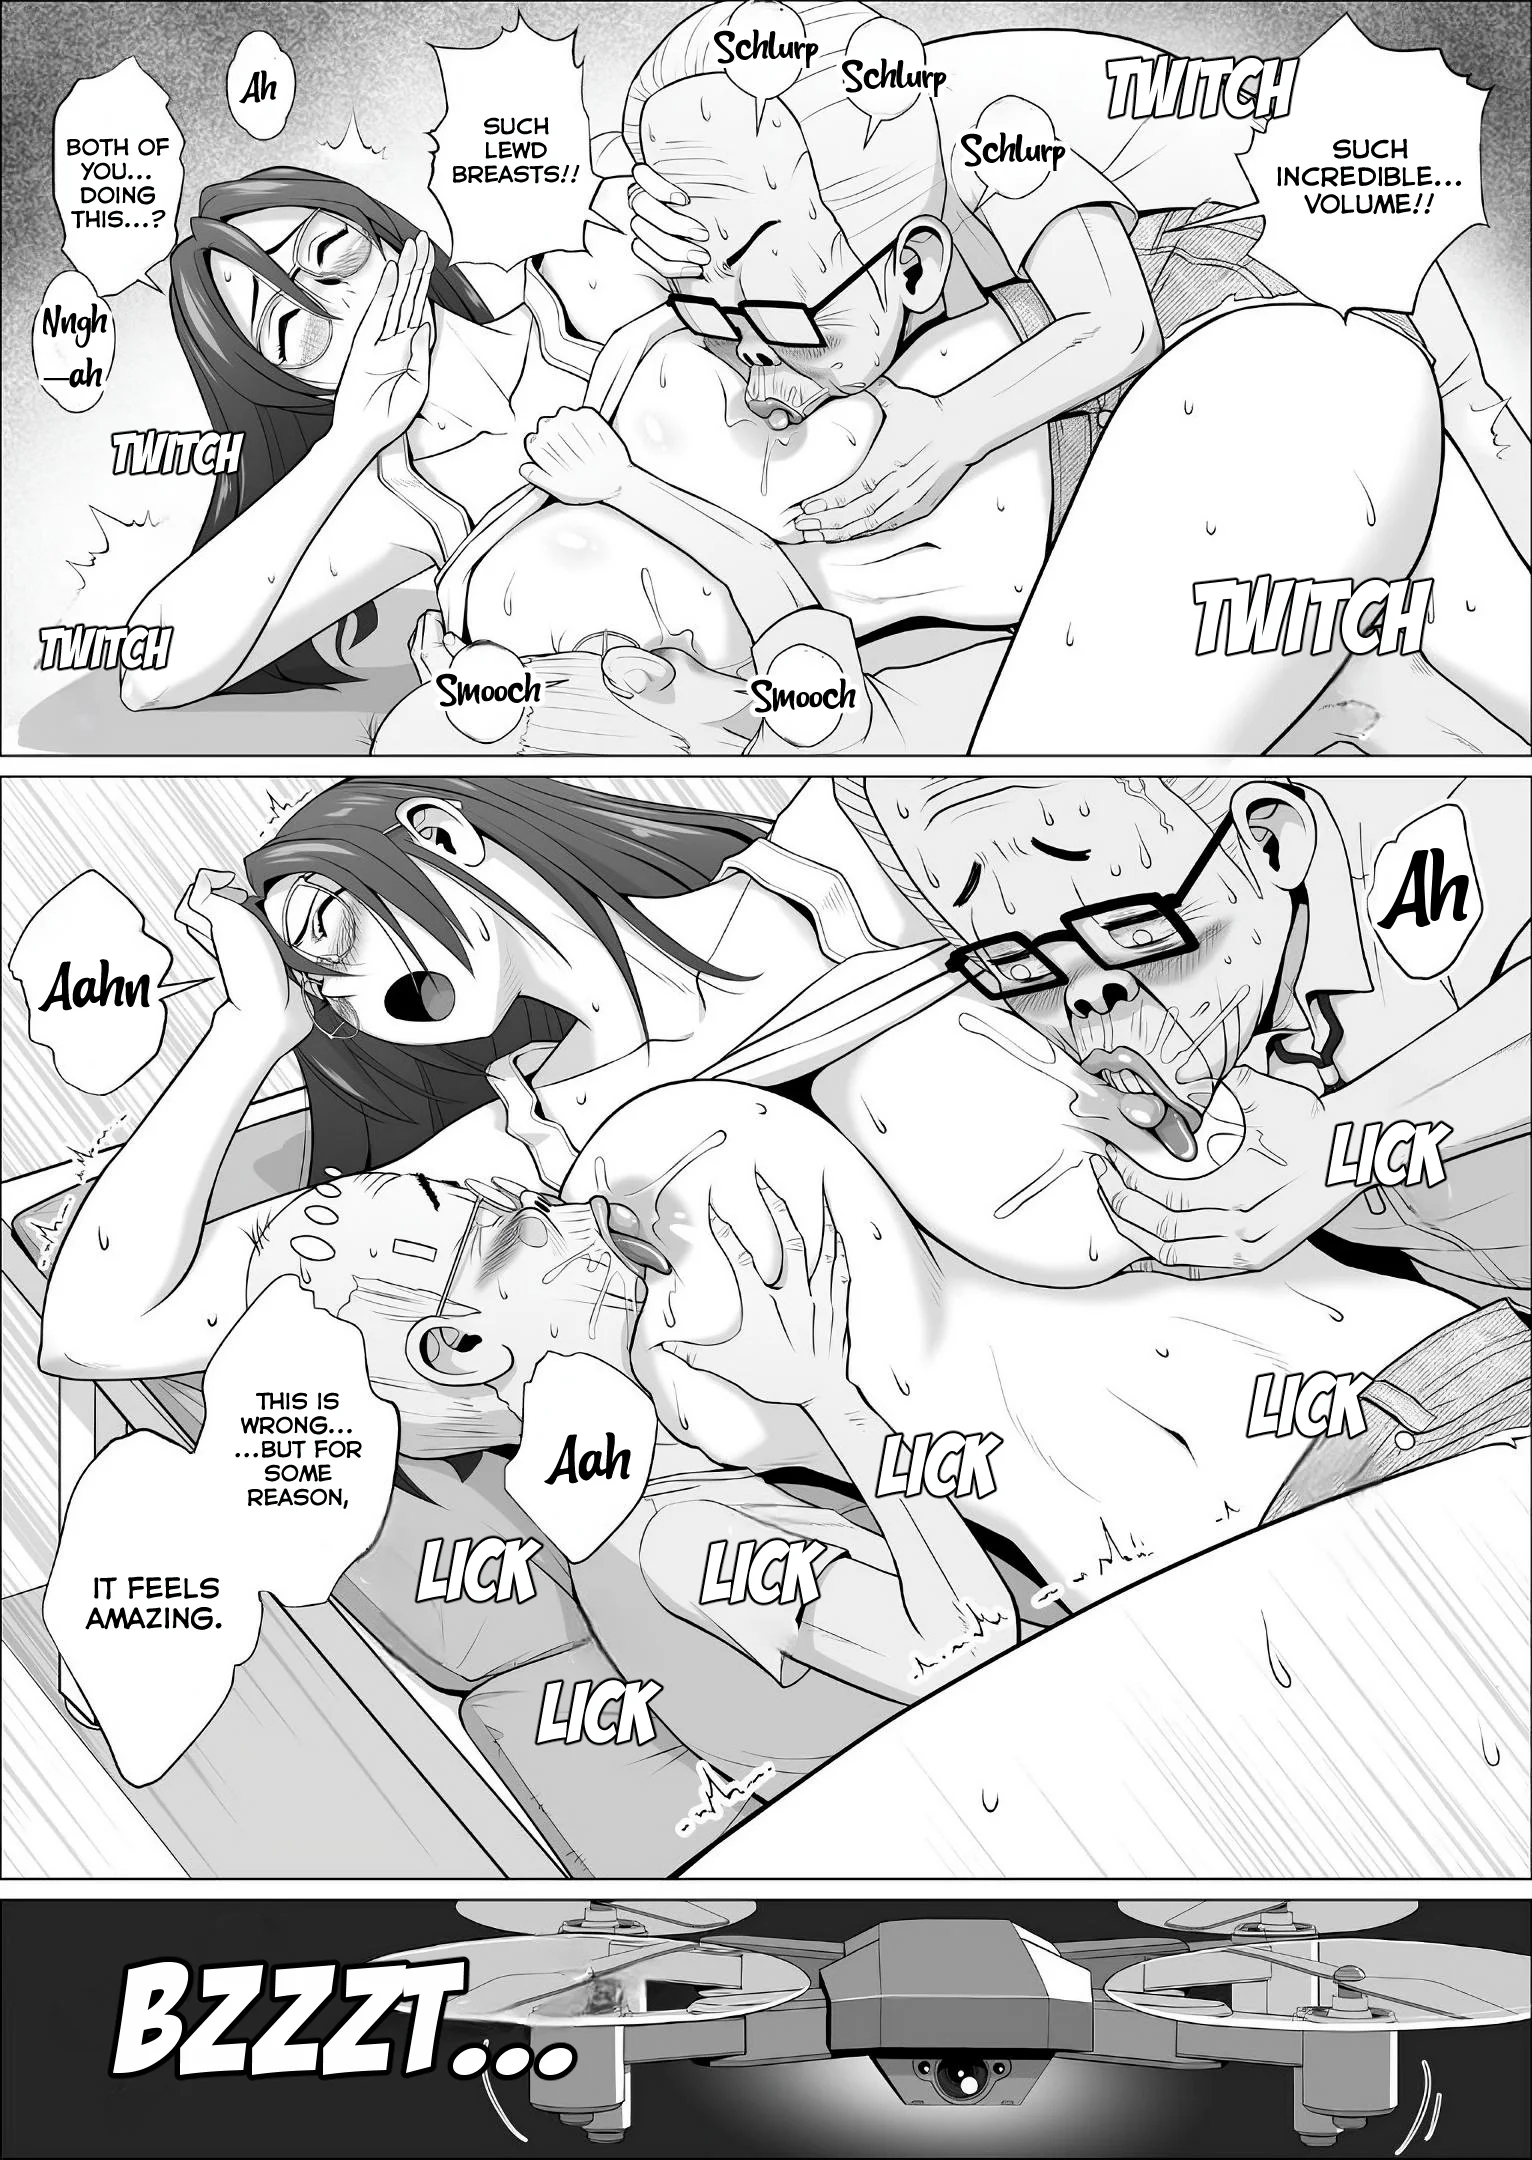 TWITCH
SUCH
INCREDIBLE...
VOLUME!!
Schlurp
Schlurp
Schlurp
SUCH
LEWD
BREASTS!!
Ah
BOTH OF
YOU...
DOING
THIS...?
Nngh
—ah
TWITCH
TWITCH
TWITCH
Smooch
Smooch
Ah
Aahn
LICK
LICK
LICK
Aah
LICK
LICK
LICK
THIS IS
WRONG...
...BUT FOR
SOME
REASON,
IT FEELS
AMAZING.
BZZZT...